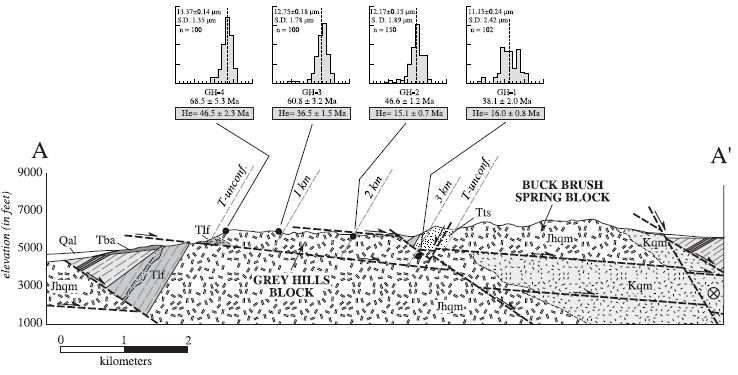 13.37±0.14 µm
S.D. 1.35 µm
n = 100
12.75±0.18 µm
S.D. 1.78 µm
n = 100
12.17±0.15 µm
S.D. 1.89 µm
n = 150
11.15±0.24 µm
S.D. 2.42 µm
n = 102
GH-4
68.5 ± 5.3 Ma
He= 46.5 ± 2.3 Ma
GH-3
60.8 ± 3.2 Ma
He= 36.5 ± 1.5 Ma
GH-2
46.6 ± 1.2 Ma
He= 15.1 ± 0.7 Ma
GH-1
38.1 ± 2.0 Ma
He= 16.0 ± 0.8 Ma
A
A'
elevation (in feet)
9000
7000
5000
3000
1000
T-unconf.
1 km
2 km
3 km
T-unconf.
BUCK BRUSH
SPRING BLOCK
Tts
Qal
Tba
Tlf
Jhqm
Kqm
Tlf
GREY HILLS
BLOCK
Jhqm
Kqm
Jhqm
0
1
2
kilometers